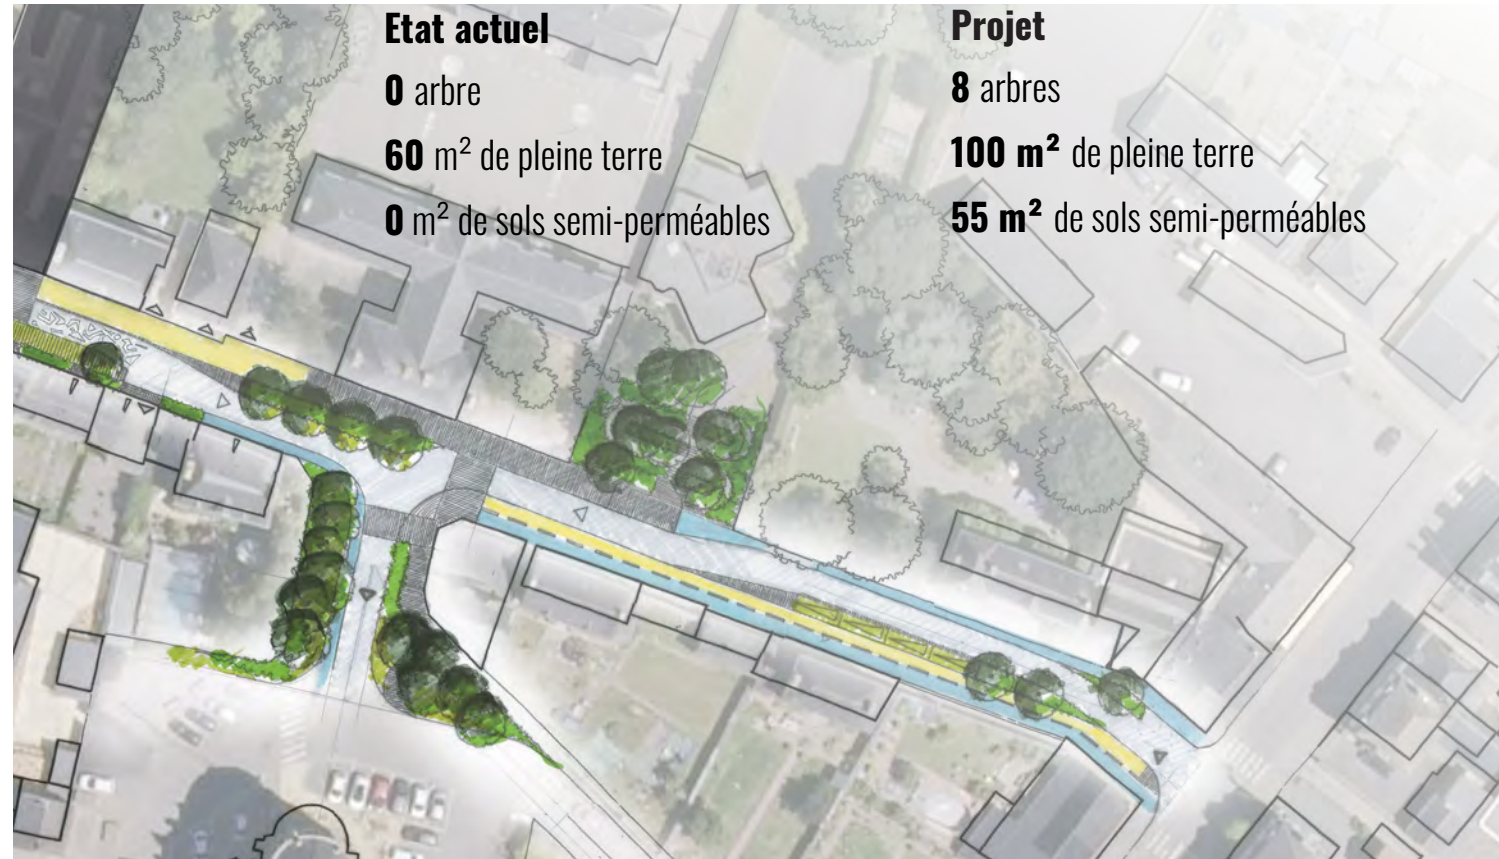 Etat actuel
0 arbre
60 m² de pleine terre
0 m² de sols semi-perméables
Projet
8 arbres
100 m² de pleine terre
55 m² de sols semi-perméables